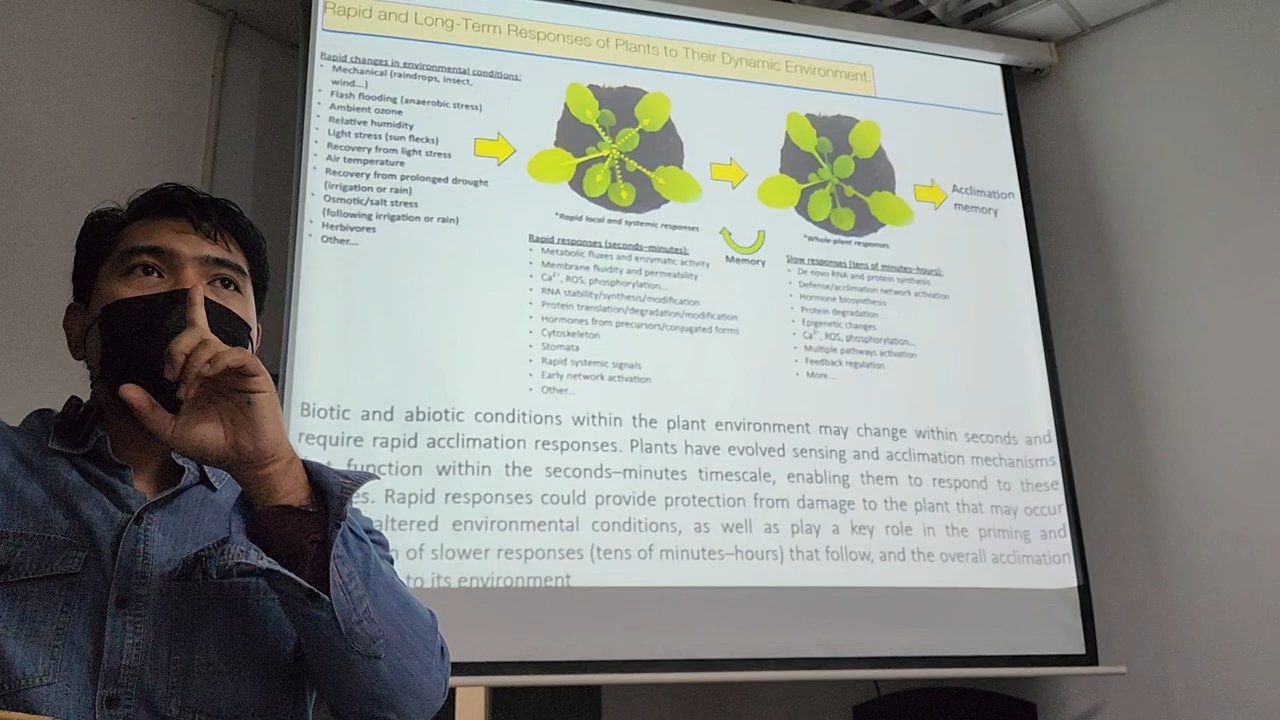 Rapid and Long-Term Responses of Plants to Their Dynamic Environment.
Rapid changes in environmental conditions:
• Mechanical (raindrops, insect,
wind...)
• Flash flooding (anaerobic stress)
• Ambient ozone
• Relative humidity
• Light stress (sun flecks)
• Recovery from light stress
• Air temperature
• Recovery from prolonged drought
(irrigation or rain)
• Osmotic/salt stress
(following irrigation or rain)
• Herbivores
• Other...
*Rapid local and systemic responses
Rapid responses (seconds–minutes):
• Metabolic fluxes and enzymatic activity
• Membrane fluidity and permeability
• Ca2+, ROS, phosphorylation...
• RNA stability/synthesis/modification
• Protein translation/degradation/modification
• Hormones from precursors/conjugated forms
• Cytoskeleton
• Stomata
• Rapid systemic signals
• Early network activation
• Other...
Memory
*Whole-plant responses
Slow responses (tens of minutes–hours):
• De novo RNA and protein synthesis
• Defense/acclimation network activation
• Hormone biosynthesis
• Protein degradation
• Epigenetic changes
• Ca2+, ROS, phosphorylation...
• Multiple pathways activation
• Feedback regulation
• More...
Acclimation
memory
Biotic and abiotic conditions within the plant environment may change within seconds and
require rapid acclimation responses. Plants have evolved sensing and acclimation mechanisms
function within the seconds–minutes timescale, enabling them to respond to these
es. Rapid responses could provide protection from damage to the plant that may occur
altered environmental conditions, as well as play a key role in the priming and
of slower responses (tens of minutes–hours) that follow, and the overall acclimation
to its environment